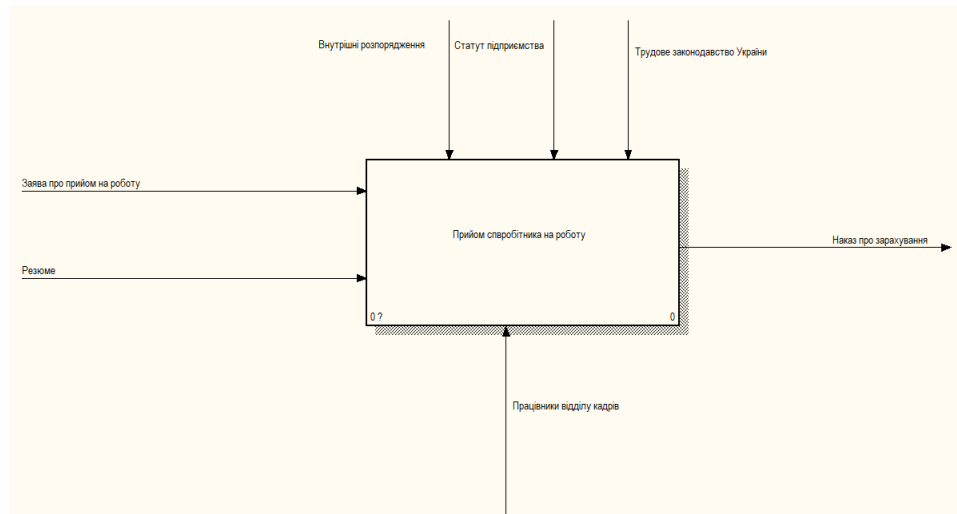 Внутрішні розпорядження
Статут підприємства
Трудове законодавство України
Заява про прийом на роботу
Прийом співробітника на роботу
Наказ про зарахування
Резюме
0 ?
0
Працівники відділу кадрів